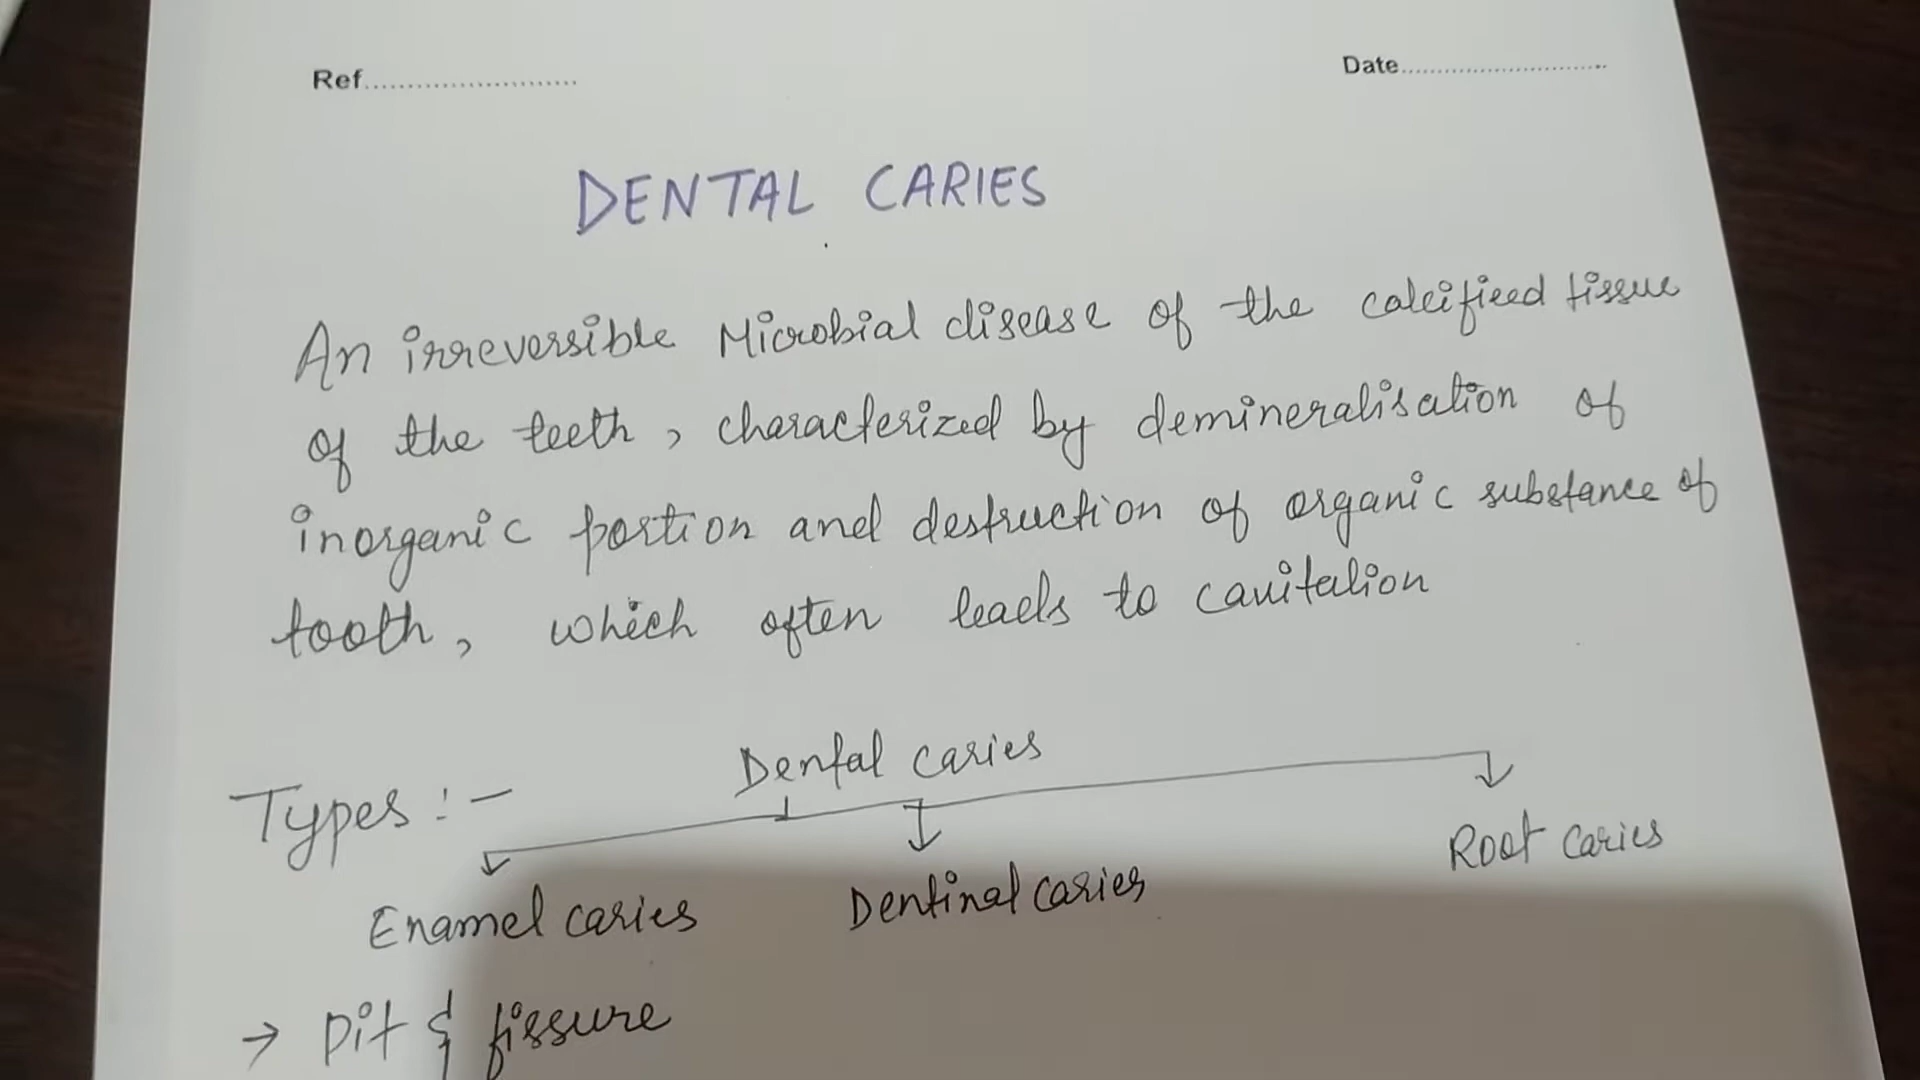 Ref........................ Date............................
DENTAL CARIES
An irreversible Microbial disease of the calcified tissue
of the teeth, characterized by demineralisation of
inorganic portion and destruction of organic substance of
tooth, which often leads to cavitation
Types :- Dental caries
Enamel caries Dentinal caries Root caries
→ Pit & fissure